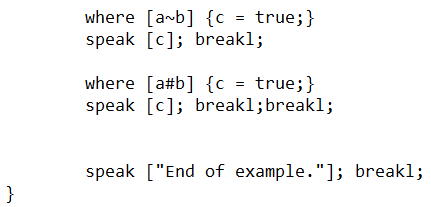 where [a~b] {c = true;}
speak [c]; breakl;
where [a#b] {c = true;}
speak [c]; breakl;breakl;
speak ["End of example."]; breakl;
}